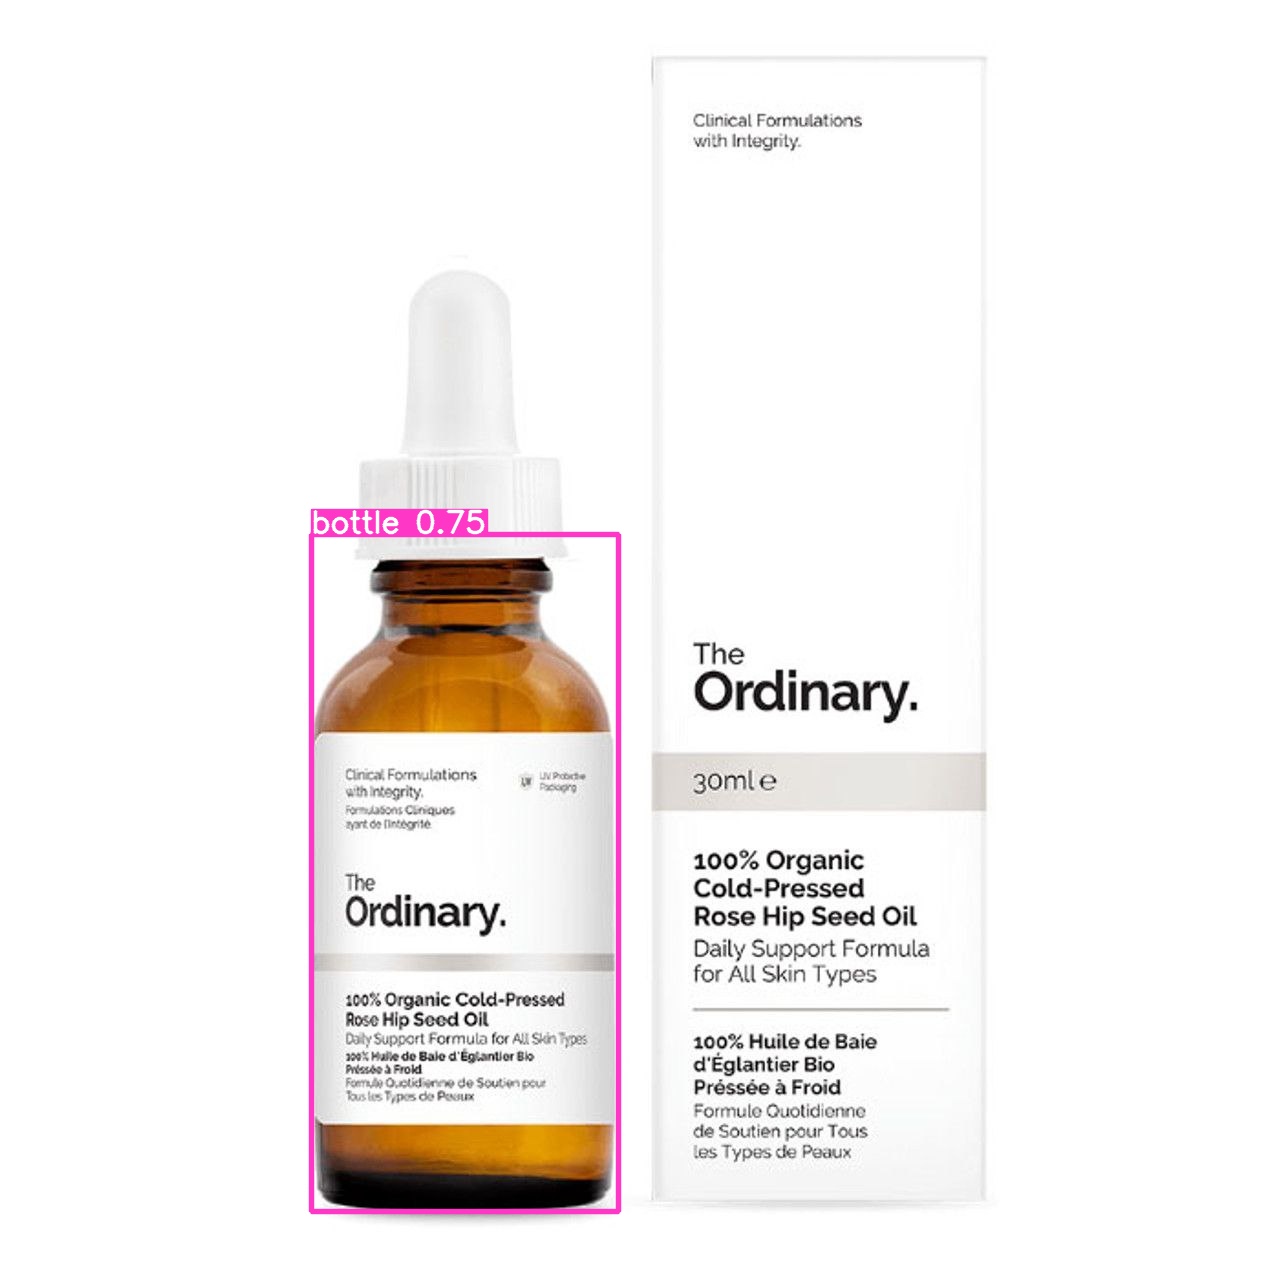 bottle 0.75
Clinical Formulations
with Integrity.
Formulations Cliniques
ayant de l'Intégrité.
UV
UV Protective
Packaging
The
Ordinary.
100% Organic Cold-Pressed
Rose Hip Seed Oil
Daily Support Formula for All Skin Types
100% Huile de Baie d'Églantier Bio
Préssée à Froid
Formule Quotidienne de Soutien pour
Tous les Types de Peaux
Clinical Formulations
with Integrity.
The
Ordinary.
30ml e
100% Organic
Cold-Pressed
Rose Hip Seed Oil
Daily Support Formula
for All Skin Types
100% Huile de Baie
d'Églantier Bio
Préssée à Froid
Formule Quotidienne
de Soutien pour Tous
les Types de Peaux